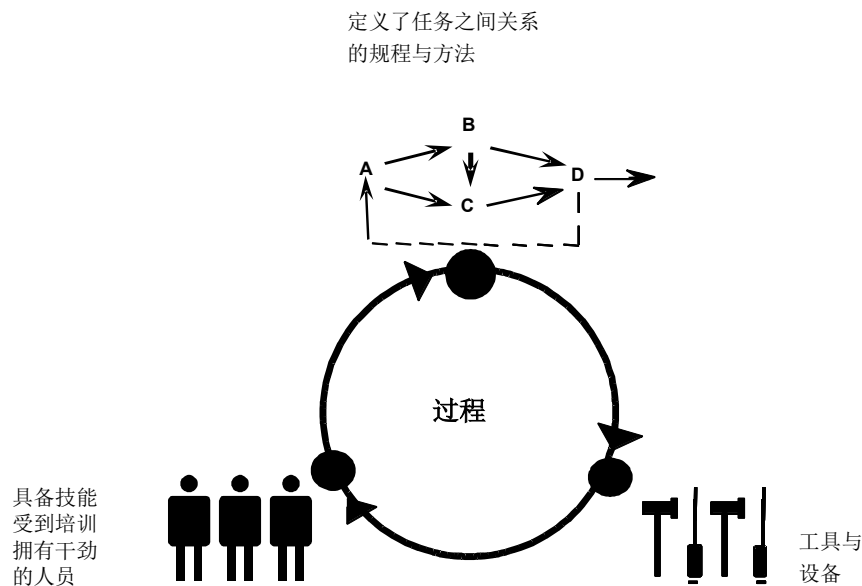 定义了任务之间关系
的规程与方法
B
A
D
C
过程
具备技能
受到培训
拥有干劲
的人员
工具与
设备